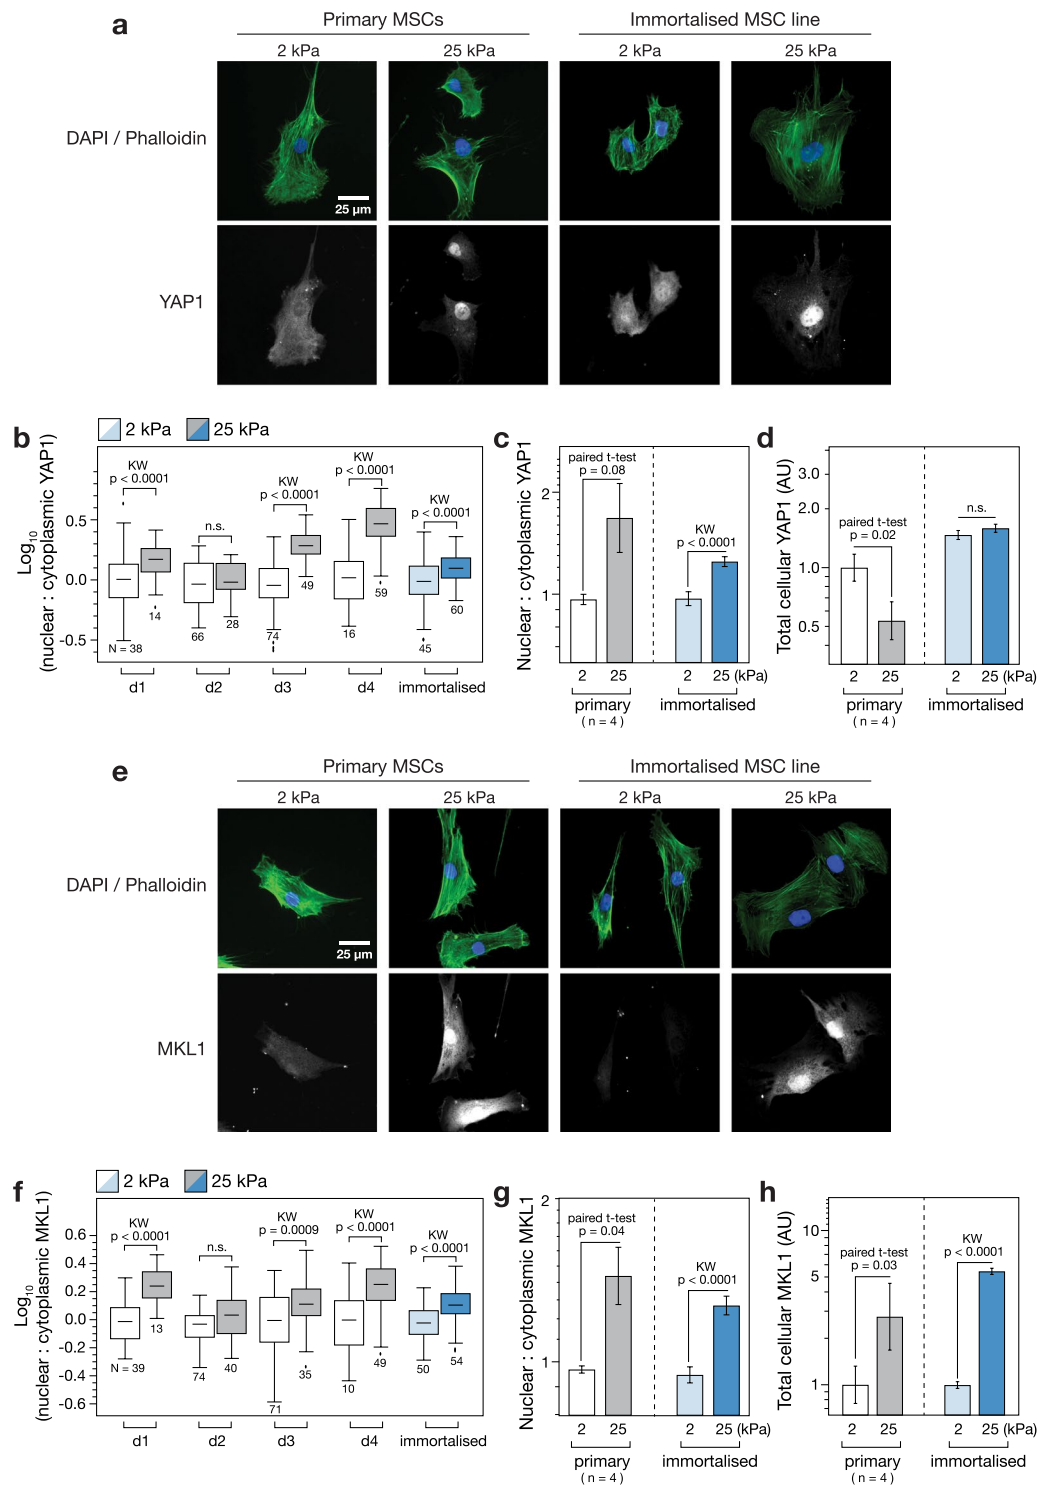 a
Primary MSCs
Immortalised MSC line
2 kPa
25 kPa
2 kPa
25 kPa
DAPI / Phalloidin
25 µm
YAP1
b
2 kPa
25 kPa
Log10
(nuclear : cytoplasmic YAP1)
0.5
0.0
-0.5
KW
p < 0.0001
n.s.
KW
p < 0.0001
KW
p < 0.0001
KW
p < 0.0001
N = 38
14
66
28
74
49
16
59
45
60
d1
d2
d3
d4
immortalised
c
Nuclear : cytoplasmic YAP1
2
1
paired t-test
p = 0.08
KW
p < 0.0001
2
25
2
25 (kPa)
primary
( n = 4 )
immortalised
d
Total cellular YAP1 (AU)
3.0
2.0
1.0
0.5
paired t-test
p = 0.02
n.s.
2
25
2
25 (kPa)
primary
( n = 4 )
immortalised
e
Primary MSCs
Immortalised MSC line
2 kPa
25 kPa
2 kPa
25 kPa
DAPI / Phalloidin
25 µm
MKL1
f
2 kPa
25 kPa
Log10
(nuclear : cytoplasmic MKL1)
0.6
0.4
0.2
0.0
-0.2
-0.4
-0.6
KW
p < 0.0001
n.s.
KW
p = 0.0009
KW
p < 0.0001
KW
p < 0.0001
N = 39
13
74
40
71
35
10
49
50
54
d1
d2
d3
d4
immortalised
g
Nuclear : cytoplasmic MKL1
2
1
paired t-test
p = 0.04
KW
p < 0.0001
2
25
2
25 (kPa)
primary
( n = 4 )
immortalised
h
Total cellular MKL1 (AU)
10
5
1
paired t-test
p = 0.03
KW
p < 0.0001
2
25
2
25 (kPa)
primary
( n = 4 )
immortalised